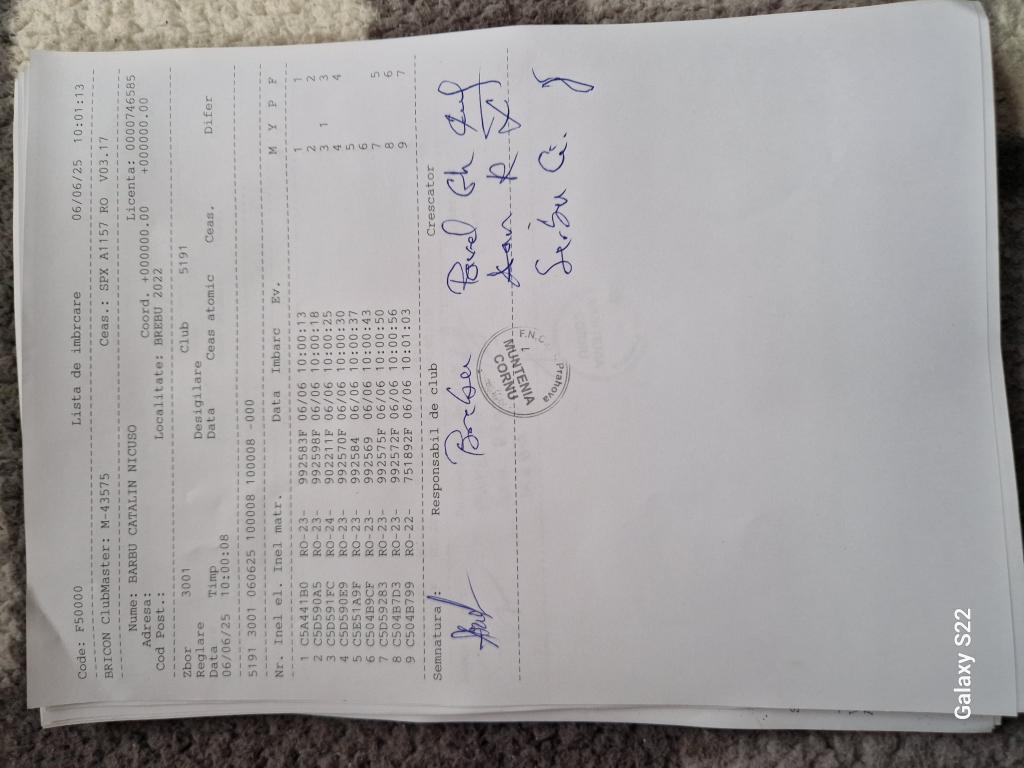 Code: F50000 Lista de imbrcare 06/06/25 10:01:13
BRICON ClubMaster: M-43575 Ceas.: SPX A1157 RO V03.17
Nume: BARBU CATALIN NICUSO Licenta: 0000746585
Adresa: Coord. +000000.00 +000000.00
Cod Post.: Localitate: BREBU 2022
Zbor 3001 Club 5191
Reglare Desigilare
Data Timp Data Ceas atomic Ceas. Difer
06/06/25 10:00:08
5191 3001 060625 100008 100008 -000
Nr. Inel el. Inel matr. Data Imbarc Ev. M Y P F
1 C5A441B0 RO-23- 992583F 06/06 10:00:13 1 1
2 C5D590A5 RO-23- 992598F 06/06 10:00:18 2 2
3 C5D591FC RO-24- 902211F 06/06 10:00:25 3 1 3
4 C5D590E9 RO-23- 992570F 06/06 10:00:30 4 4
5 C5E51A9F RO-23- 992584 06/06 10:00:37 5
6 C504B9CF RO-23- 992569 06/06 10:00:43 6
7 C5D59283 RO-23- 992575F 06/06 10:00:50 7 5
8 C504B7D3 RO-23- 992572F 06/06 10:00:56 8 6
9 C504B799 RO-22- 751892F 06/06 10:01:03 9 7
Semnatura: Responsabil de club Crescator
Pavel Gh
Serbu
F.N.C.
MUNTENIA
CORNU
Prahova
Galaxy S22